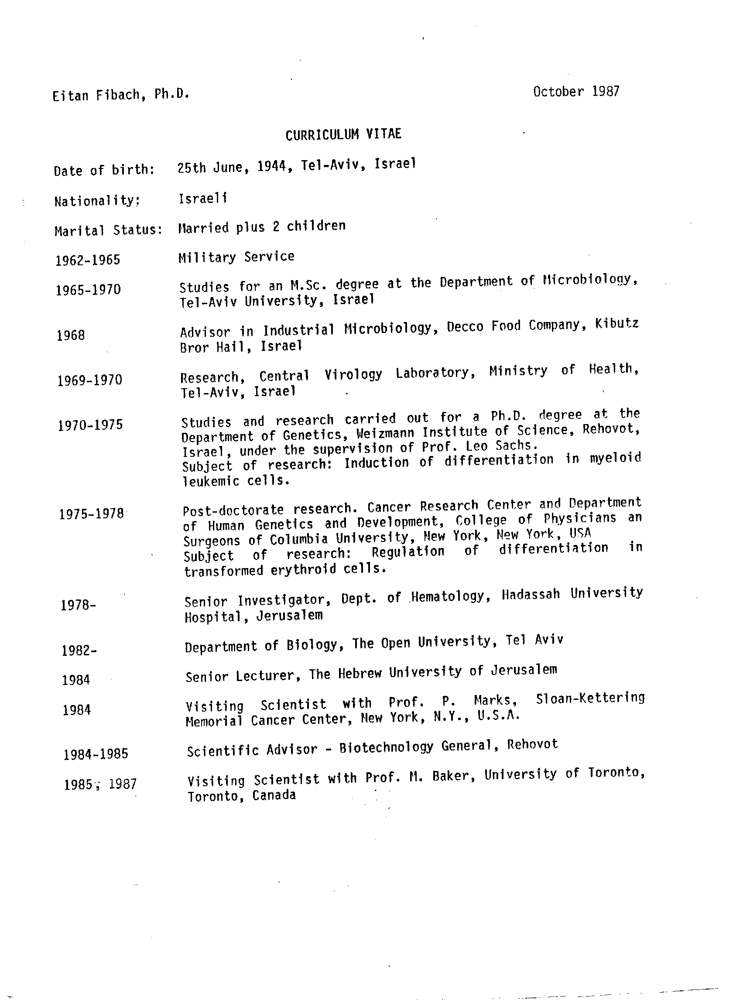 Eitan Fibach, Ph.D. October 1987
CURRICULUM VITAE
Date of birth: 25th June, 1944, Tel-Aviv, Israel
Nationality: Israeli
Marital Status: Married plus 2 children
1962-1965 Military Service
1965-1970 Studies for an M.Sc. degree at the Department of Microbiology,
Tel-Aviv University, Israel
1968 Advisor in Industrial Microbiology, Decco Food Company, Kibutz
Bror Hail, Israel
1969-1970 Research, Central Virology Laboratory, Ministry of Health,
Tel-Aviv, Israel
1970-1975 Studies and research carried out for a Ph.D. degree at the
Department of Genetics, Weizmann Institute of Science, Rehovot,
Israel, under the supervision of Prof. Leo Sachs.
Subject of research: Induction of differentiation in myeloid
leukemic cells.
1975-1978 Post-doctorate research. Cancer Research Center and Department
of Human Genetics and Development, College of Physicians an
Surgeons of Columbia University, New York, New York, USA
Subject of research: Regulation of differentiation in
transformed erythroid cells.
1978- Senior Investigator, Dept. of Hematology, Hadassah University
Hospital, Jerusalem
1982- Department of Biology, The Open University, Tel Aviv
1984 Senior Lecturer, The Hebrew University of Jerusalem
1984 Visiting Scientist with Prof. P. Marks, Sloan-Kettering
Memorial Cancer Center, New York, N.Y., U.S.A.
1984-1985 Scientific Advisor - Biotechnology General, Rehovot
1985; 1987 Visiting Scientist with Prof. M. Baker, University of Toronto,
Toronto, Canada